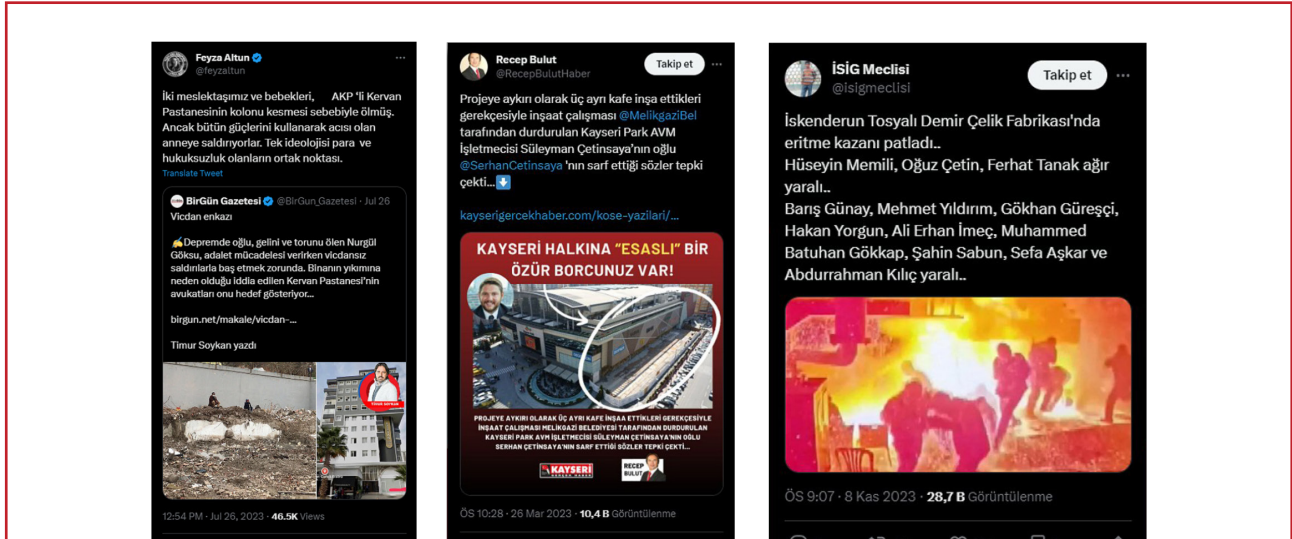 Feyza Altun
@feyzaltun
İki meslektaşımız ve bebekleri, AKP 'li Kervan
Pastanesinin kolonu kesmesi sebebiyle ölmüş.
Ancak bütün güçlerini kullanarak acısı olan
anneye saldırıyorlar. Tek ideolojisi para ve
hukuksuzluk olanların ortak noktası.
Translate Tweet
BirGün Gazetesi @BirGun_Gazetesi · Jul 26
Vicdan enkazı
✍️Depremde oğlu, gelini ve torunu ölen Nurgül
Göksu, adalet mücadelesi verirken vicdansız
saldırılarla baş etmek zorunda. Binanın yıkımına
neden olduğu iddia edilen Kervan Pastanesi'nin
avukatları onu hedef gösteriyor...
birgun.net/makale/vicdan-...
Timur Soykan yazdı
TİMUR SOYKAN
12:54 PM · Jul 26, 2023 · 46.5K Views
Recep Bulut
@RecepBulutHaber
Takip et
Projeye aykırı olarak üç ayrı kafe inşa ettikleri
gerekçesiyle inşaat çalışması @MelikgaziBel
tarafından durdurulan Kayseri Park AVM
İşletmecisi Süleyman Çetinsaya'nın oğlu
@SerhanCetinsaya 'nın sarf ettiği sözler tepki
çekti...⬇️
kayserigercekhaber.com/kose-yazilari/...
KAYSERİ HALKINA "ESASLI" BİR
ÖZÜR BORCUNUZ VAR!
PROJEYE AYKIRI OLARAK ÜÇ AYRI KAFE İNŞAA ETTİKLERİ GEREKÇESİYLE
İNŞAAT ÇALIŞMASI MELİKGAZİ BELEDİYESİ TARAFINDAN DURDURULAN
KAYSERİ PARK AVM İŞLETMECİSİ SÜLEYMAN ÇETİNSAYA'NIN OĞLU
SERHAN ÇETİNSAYA'NIN SARF ETTİĞİ SÖZLER TEPKİ ÇEKTİ...
KAYSERİ
RECEP
BULUT
ÖS 10:28 · 26 Mar 2023 · 10,4 B Görüntülenme
İSİG Meclisi
@isigmeclisi
Takip et
İskenderun Tosyalı Demir Çelik Fabrikası'nda
eritme kazanı patladı..
Hüseyin Memili, Oğuz Çetin, Ferhat Tanak ağır
yaralı..
Barış Günay, Mehmet Yıldırım, Gökhan Güreşçi,
Hakan Yorgun, Ali Erhan İmeç, Muhammed
Batuhan Gökkap, Şahin Sabun, Sefa Aşkar ve
Abdurrahman Kılıç yaralı..
ÖS 9:07 · 8 Kas 2023 · 28,7 B Görüntülenme